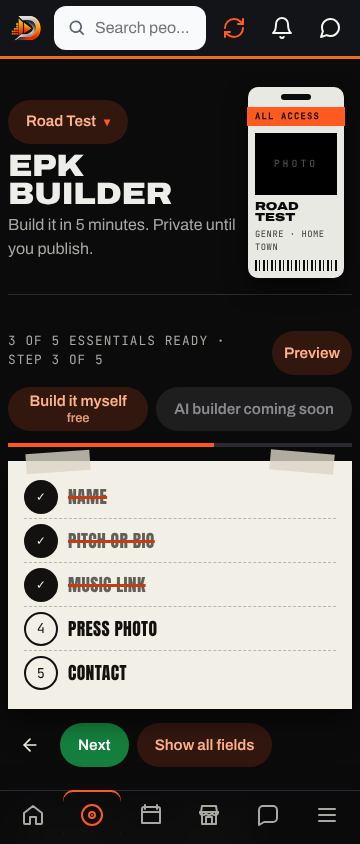 Search peo...
Road Test ▾
EPK
BUILDER
Build it in 5 minutes. Private until
you publish.
ALL ACCESS
PHOTO
ROAD
TEST
GENRE · HOME
TOWN
3 OF 5 ESSENTIALS READY ·
STEP 3 OF 5
Preview
Build it myself
free
AI builder coming soon
✓ NAME
✓ PITCH OR BIO
✓ MUSIC LINK
4 PRESS PHOTO
5 CONTACT
Next
Show all fields